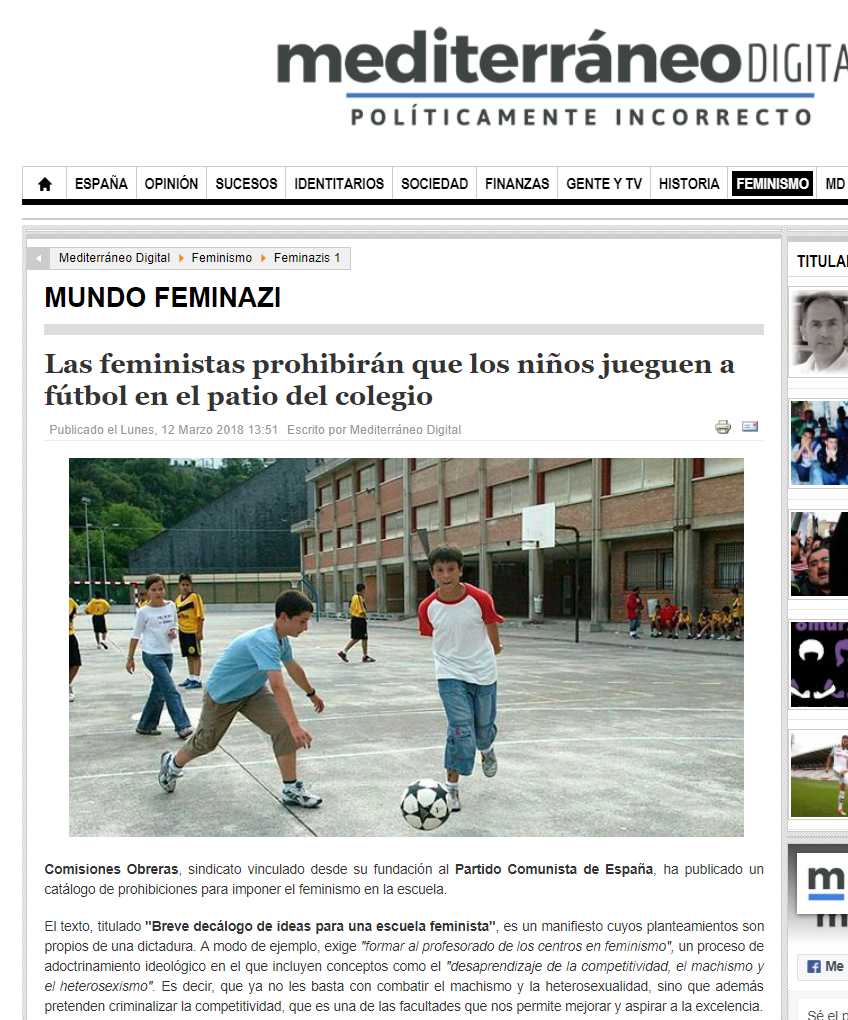 mediterráneo DIGITA
POLÍTICAMENTE INCORRECTO
ESPAÑA OPINIÓN SUCESOS IDENTITARIOS SOCIEDAD FINANZAS GENTE Y TV HISTORIA FEMINISMO MD
Mediterráneo Digital Feminismo Feminazis 1
TITULA
MUNDO FEMINAZI
Las feministas prohibirán que los niños jueguen a
fútbol en el patio del colegio
Publicado el Lunes, 12 Marzo 2018 13:51 Escrito por Mediterráneo Digital
Comisiones Obreras, sindicato vinculado desde su fundación al Partido Comunista de España, ha publicado un
catálogo de prohibiciones para imponer el feminismo en la escuela.
El texto, titulado "Breve decálogo de ideas para una escuela feminista", es un manifiesto cuyos planteamientos son
propios de una dictadura. A modo de ejemplo, exige "formar al profesorado de los centros en feminismo", un proceso de
adoctrinamiento ideológico en el que incluyen conceptos como el "desaprendizaje de la competitividad, el machismo y
el heterosexismo". Es decir, que ya no les basta con combatir el machismo y la heterosexualidad, sino que además
pretenden criminalizar la competitividad, que es una de las facultades que nos permite mejorar y aspirar a la excelencia.
m
m
Me
Sé el p